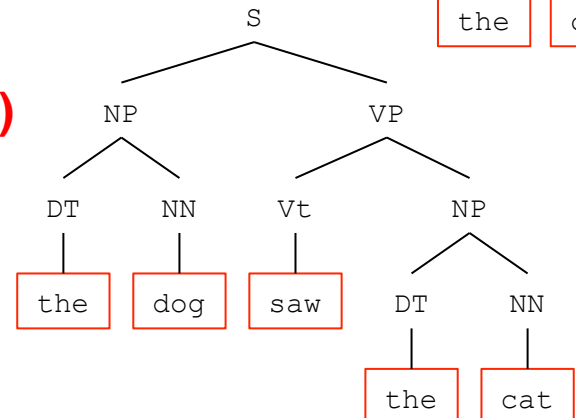 S
the
)
NP VP
DT NN Vt NP
the dog saw DT NN
the cat